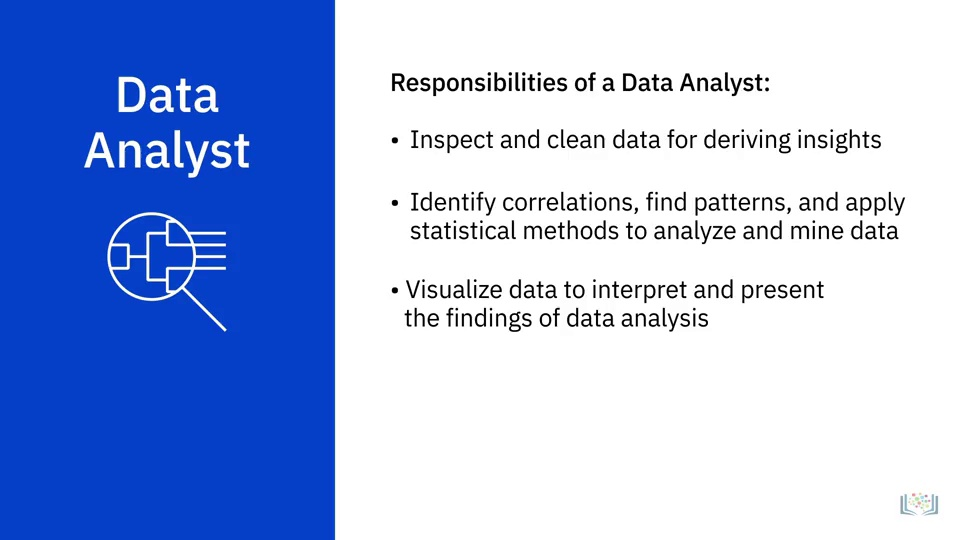 Data
Analyst
Responsibilities of a Data Analyst:
• Inspect and clean data for deriving insights
• Identify correlations, find patterns, and apply
statistical methods to analyze and mine data
• Visualize data to interpret and present
the findings of data analysis